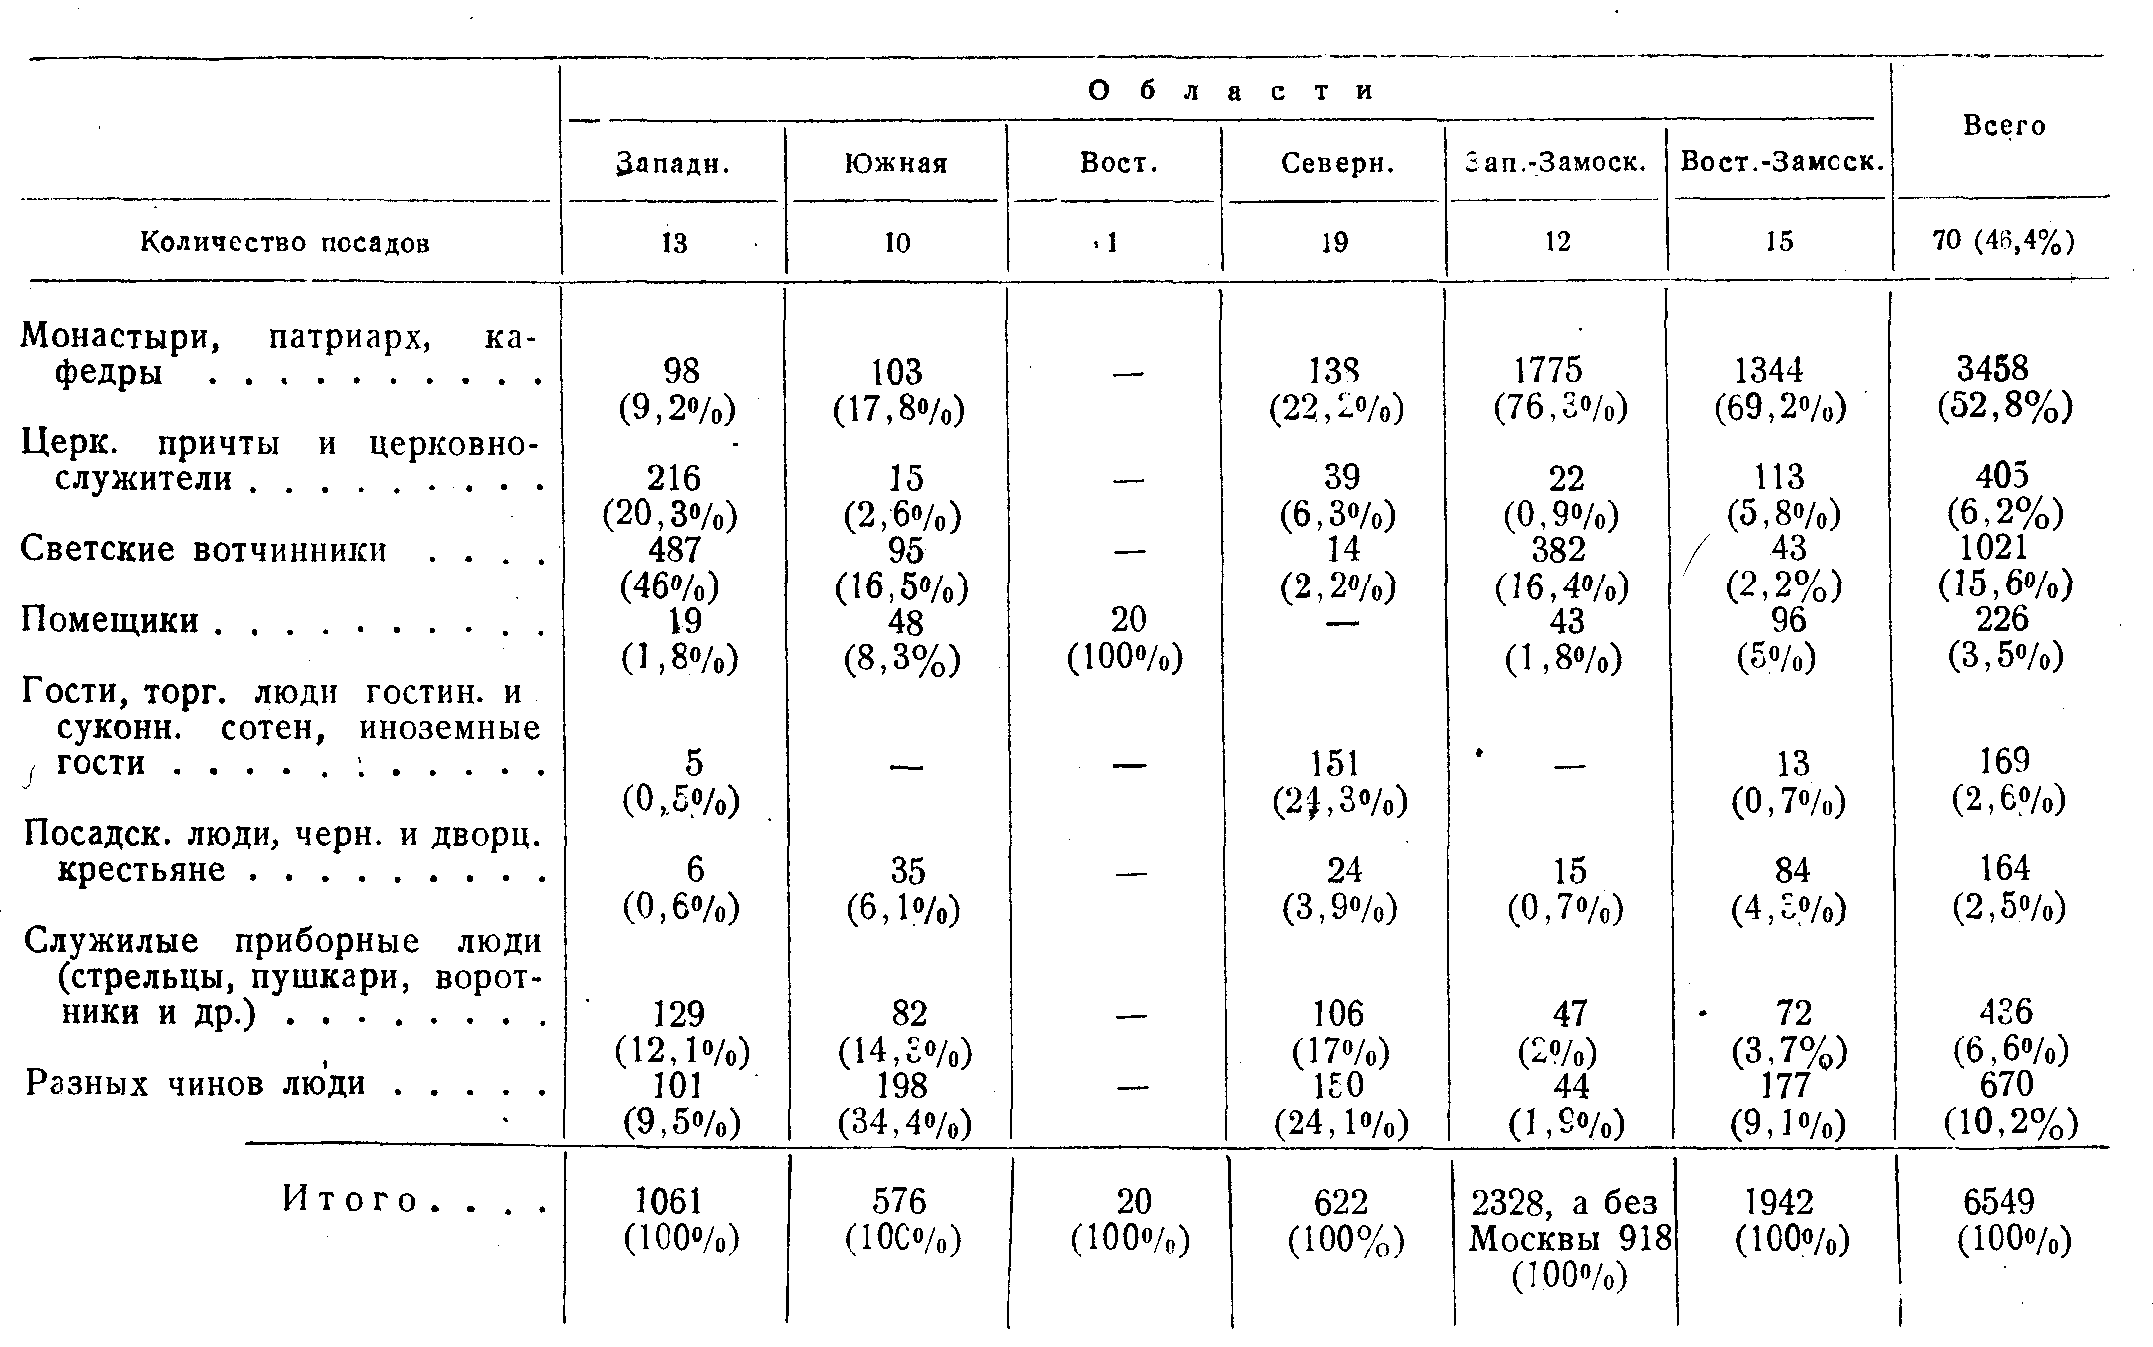 Области
Всего
Западн. Южная Вост. Северн. Зап.-Замоск. Вост.-Замоск.
Количество посадов 13 10 1 19 12 15 70 (46,4%)
Монастыри, патриарх, ка-
федры . . . . . . . . . . 98 103 — 138 1775 1344 3458
(9,2%) (17,8%) (22,2%) (76,3%) (69,2%) (52,8%)
Церк. причты и церковно-
служители . . . . . . . . . 216 15 — 39 22 113 405
(20,3%) (2,6%) (6,3%) (0,9%) (5,8%) (6,2%)
Светские вотчинники . . . . 487 95 — 14 382 43 1021
(46%) (16,5%) (2,2%) (16,4%) (2,2%) (15,6%)
Помещики . . . . . . . . . . 19 48 20 — 43 96 226
(1,8%) (8,3%) (100%) (1,8%) (5%) (3,5%)
Гости, торг. люди гостин. и
суконн. сотен, иноземные
гости . . . . . . . . . . . 5 — — 151 — 13 169
(0,5%) (24,3%) (0,7%) (2,6%)
Посадск. люди, черн. и дворц.
крестьяне . . . . . . . . . 6 35 — 24 15 84 164
(0,6%) (6,1%) (3,9%) (0,7%) (4,3%) (2,5%)
Служилые приборные люди
(стрельцы, пушкари, ворот-
ники и др.) . . . . . . . . 129 82 — 106 47 72 436
(12,1%) (14,3%) (17%) (2%) (3,7%) (6,6%)
Разных чинов люди . . . . . 101 198 — 150 44 177 670
(9,5%) (34,4%) (24,1%) (1,9%) (9,1%) (10,2%)
Итого . . . . 1061 576 20 622 2328, а без 1942 6549
(100%) (100%) (100%) (100%) Москвы 918 (100%) (100%)
(100%)